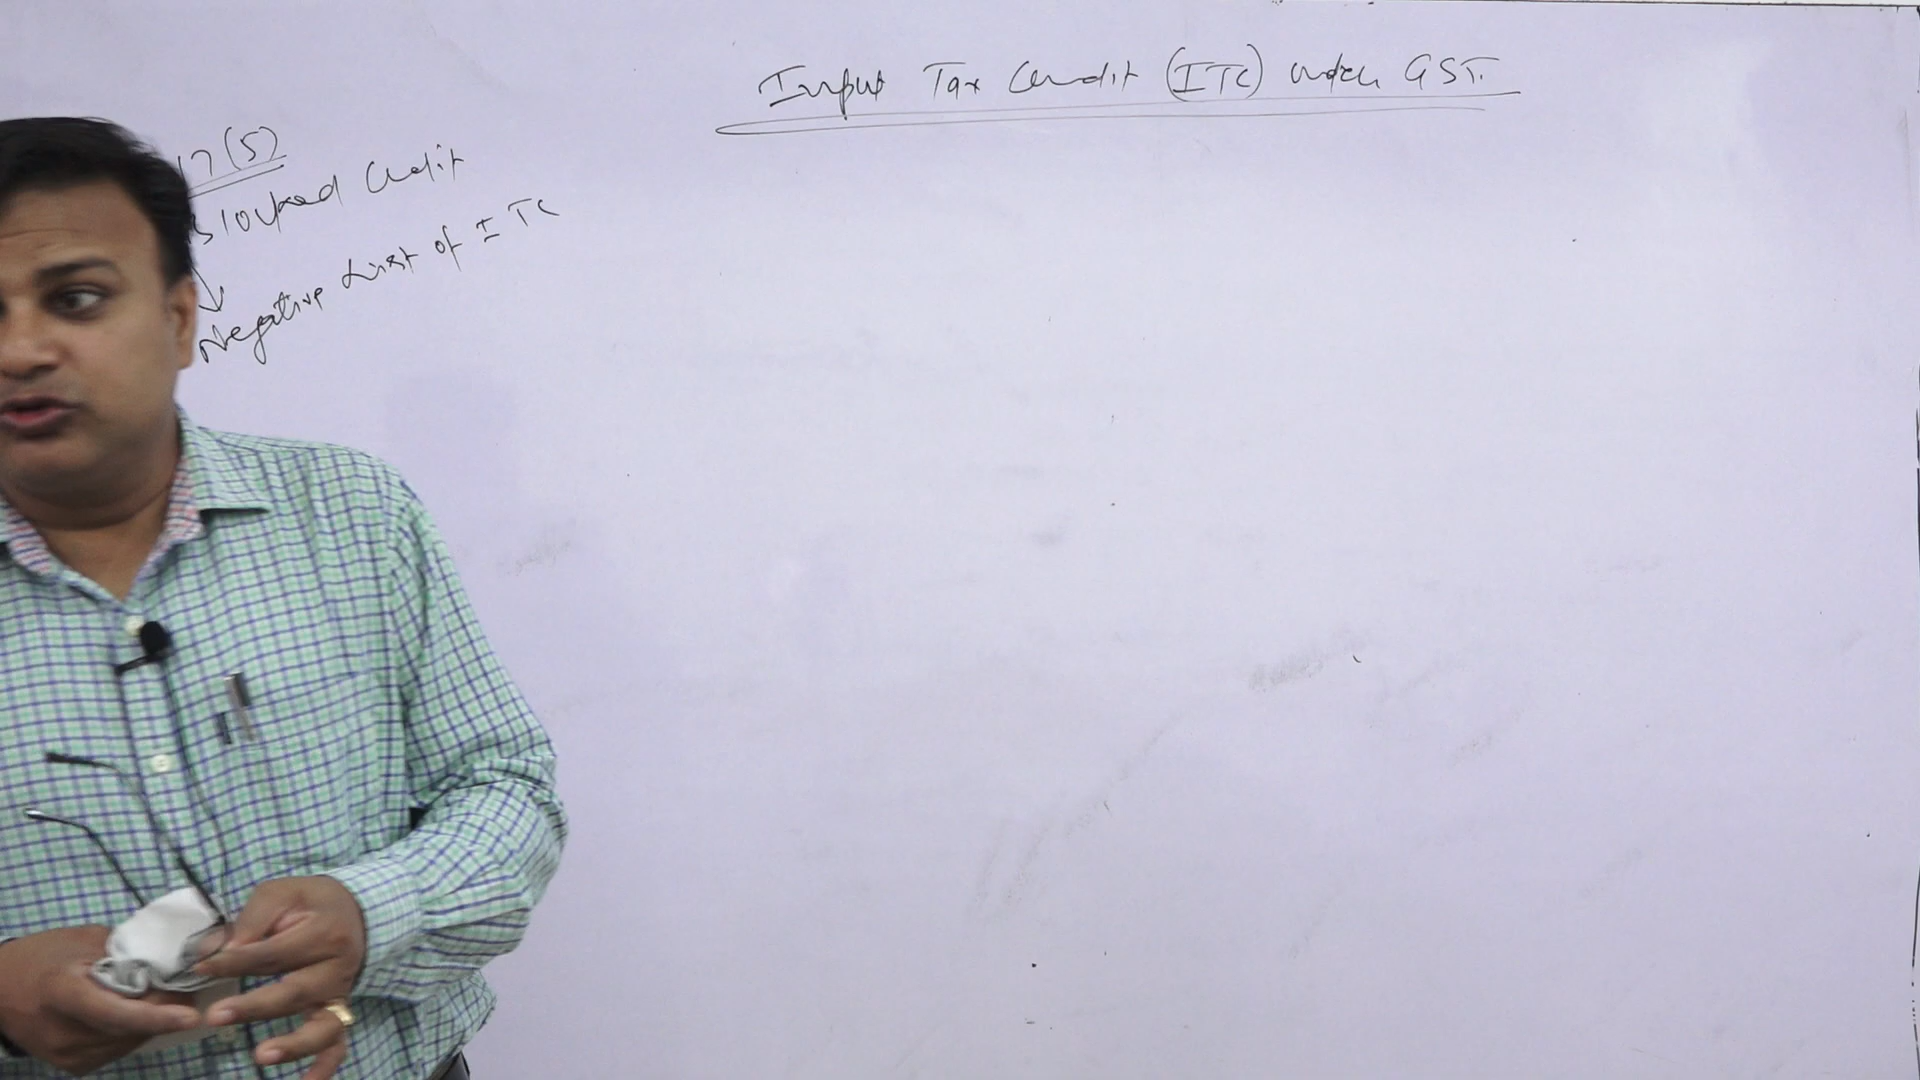 Input Tax Credit (ITC) under GST.
17(5)
Blocked Credit
↓
Negative List of ITC